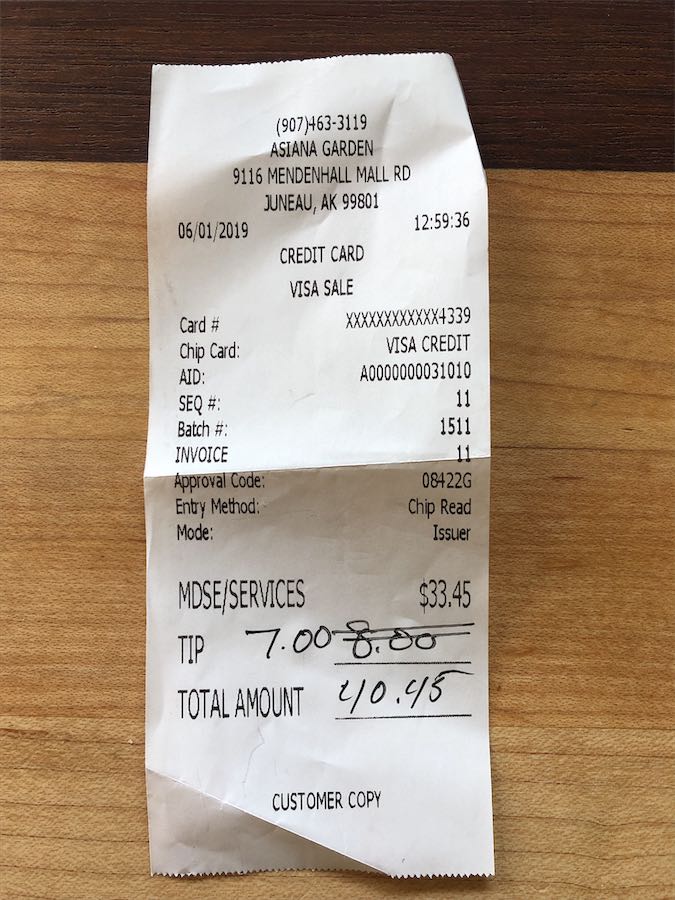 (907)463-3119
ASIANA GARDEN
9116 MENDENHALL MALL RD
JUNEAU, AK 99801
06/01/2019 12:59:36
CREDIT CARD
VISA SALE
Card # XXXXXXXXXXXX4339
Chip Card: VISA CREDIT
AID: A0000000031010
SEQ #: 11
Batch #: 1511
INVOICE 11
Approval Code: 08422G
Entry Method: Chip Read
Mode: Issuer
MDSE/SERVICES $33.45
TIP 7.00 8.00
TOTAL AMOUNT 40.45
CUSTOMER COPY